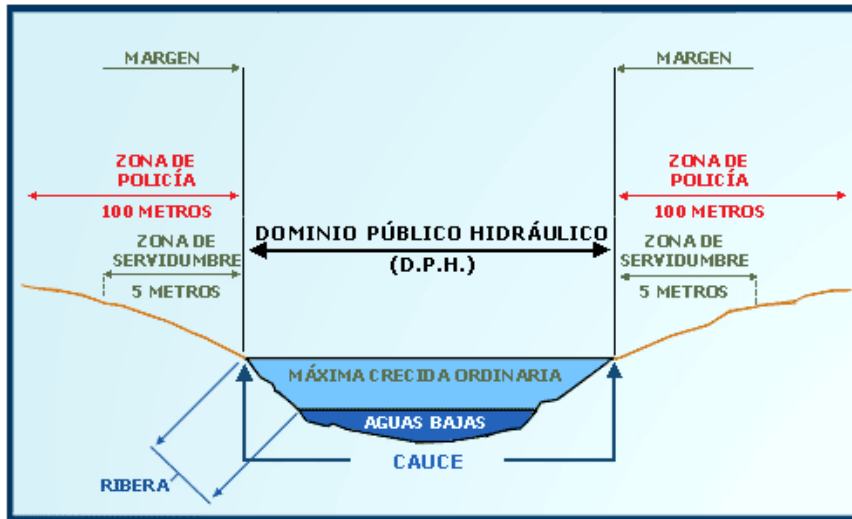 MARGEN
MARGEN
ZONA DE
POLICÍA
100 METROS
ZONA DE
POLICÍA
100 METROS
DOMINIO PÚBLICO HIDRÁULICO
(D.P.H.)
ZONA DE
SERVIDUMBRE
5 METROS
ZONA DE
SERVIDUMBRE
5 METROS
MÁXIMA CRECIDA ORDINARIA
AGUAS BAJAS
CAUCE
RIBERA